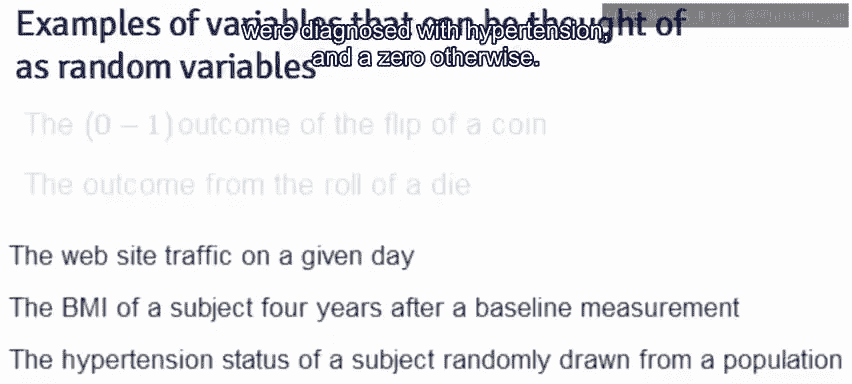 Examples of variables that can be thought of
as random variables
were diagnosed with hypertension,
and a zero otherwise.
The (0 − 1) outcome of the flip of a coin
The outcome from the roll of a die
The web site traffic on a given day
The BMI of a subject four years after a baseline measurement
The hypertension status of a subject randomly drawn from a population